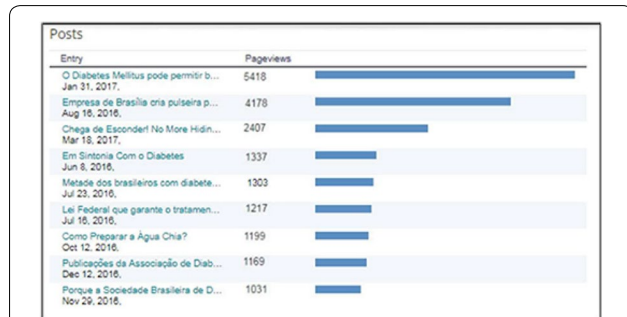 Posts
Entry Pageviews
O Diabetes Mellitus pode permitir b... 5418
Jan 31, 2017,
Empresa de Brasília cria pulseira p... 4178
Aug 16, 2016,
Chega de Esconder! No More Hidin... 2407
Mar 18, 2017,
Em Sintonia Com o Diabetes 1337
Jun 8, 2016,
Metade dos brasileiros com diabete... 1303
Jul 23, 2016,
Lei Federal que garante o tratamen... 1217
Jul 16, 2016,
Como Preparar a Àgua Chia? 1199
Oct 12, 2016,
Publicações da Associação de Diab... 1169
Dec 12, 2016,
Porque a Sociedade Brasileira de D... 1031
Nov 29, 2016,